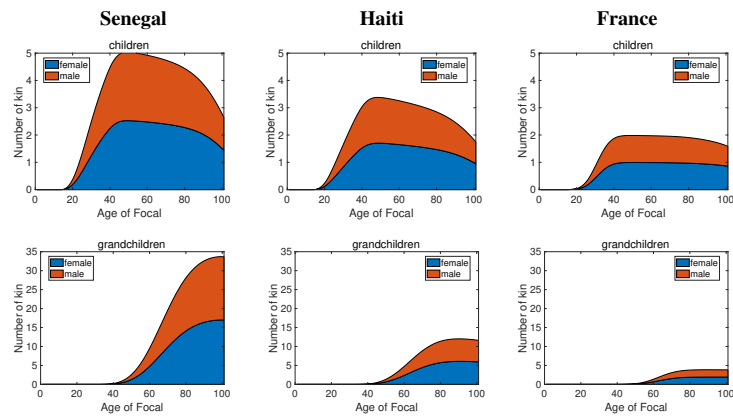 Senegal Haiti France
children children children
5 5 5
female female female
male male male
4 4 4
3 3 3
2 2 2
1 1 1
0 0 0
Number of kin Number of kin Number of kin
0 20 40 60 80 100 0 20 40 60 80 100 0 20 40 60 80 100
Age of Focal Age of Focal Age of Focal
grandchildren grandchildren grandchildren
35 35 35
female female female
male male male
30 30 30
25 25 25
20 20 20
15 15 15
10 10 10
5 5 5
0 0 0
Number of kin Number of kin Number of kin
0 20 40 60 80 100 0 20 40 60 80 100 0 20 40 60 80 100
Age of Focal Age of Focal Age of Focal